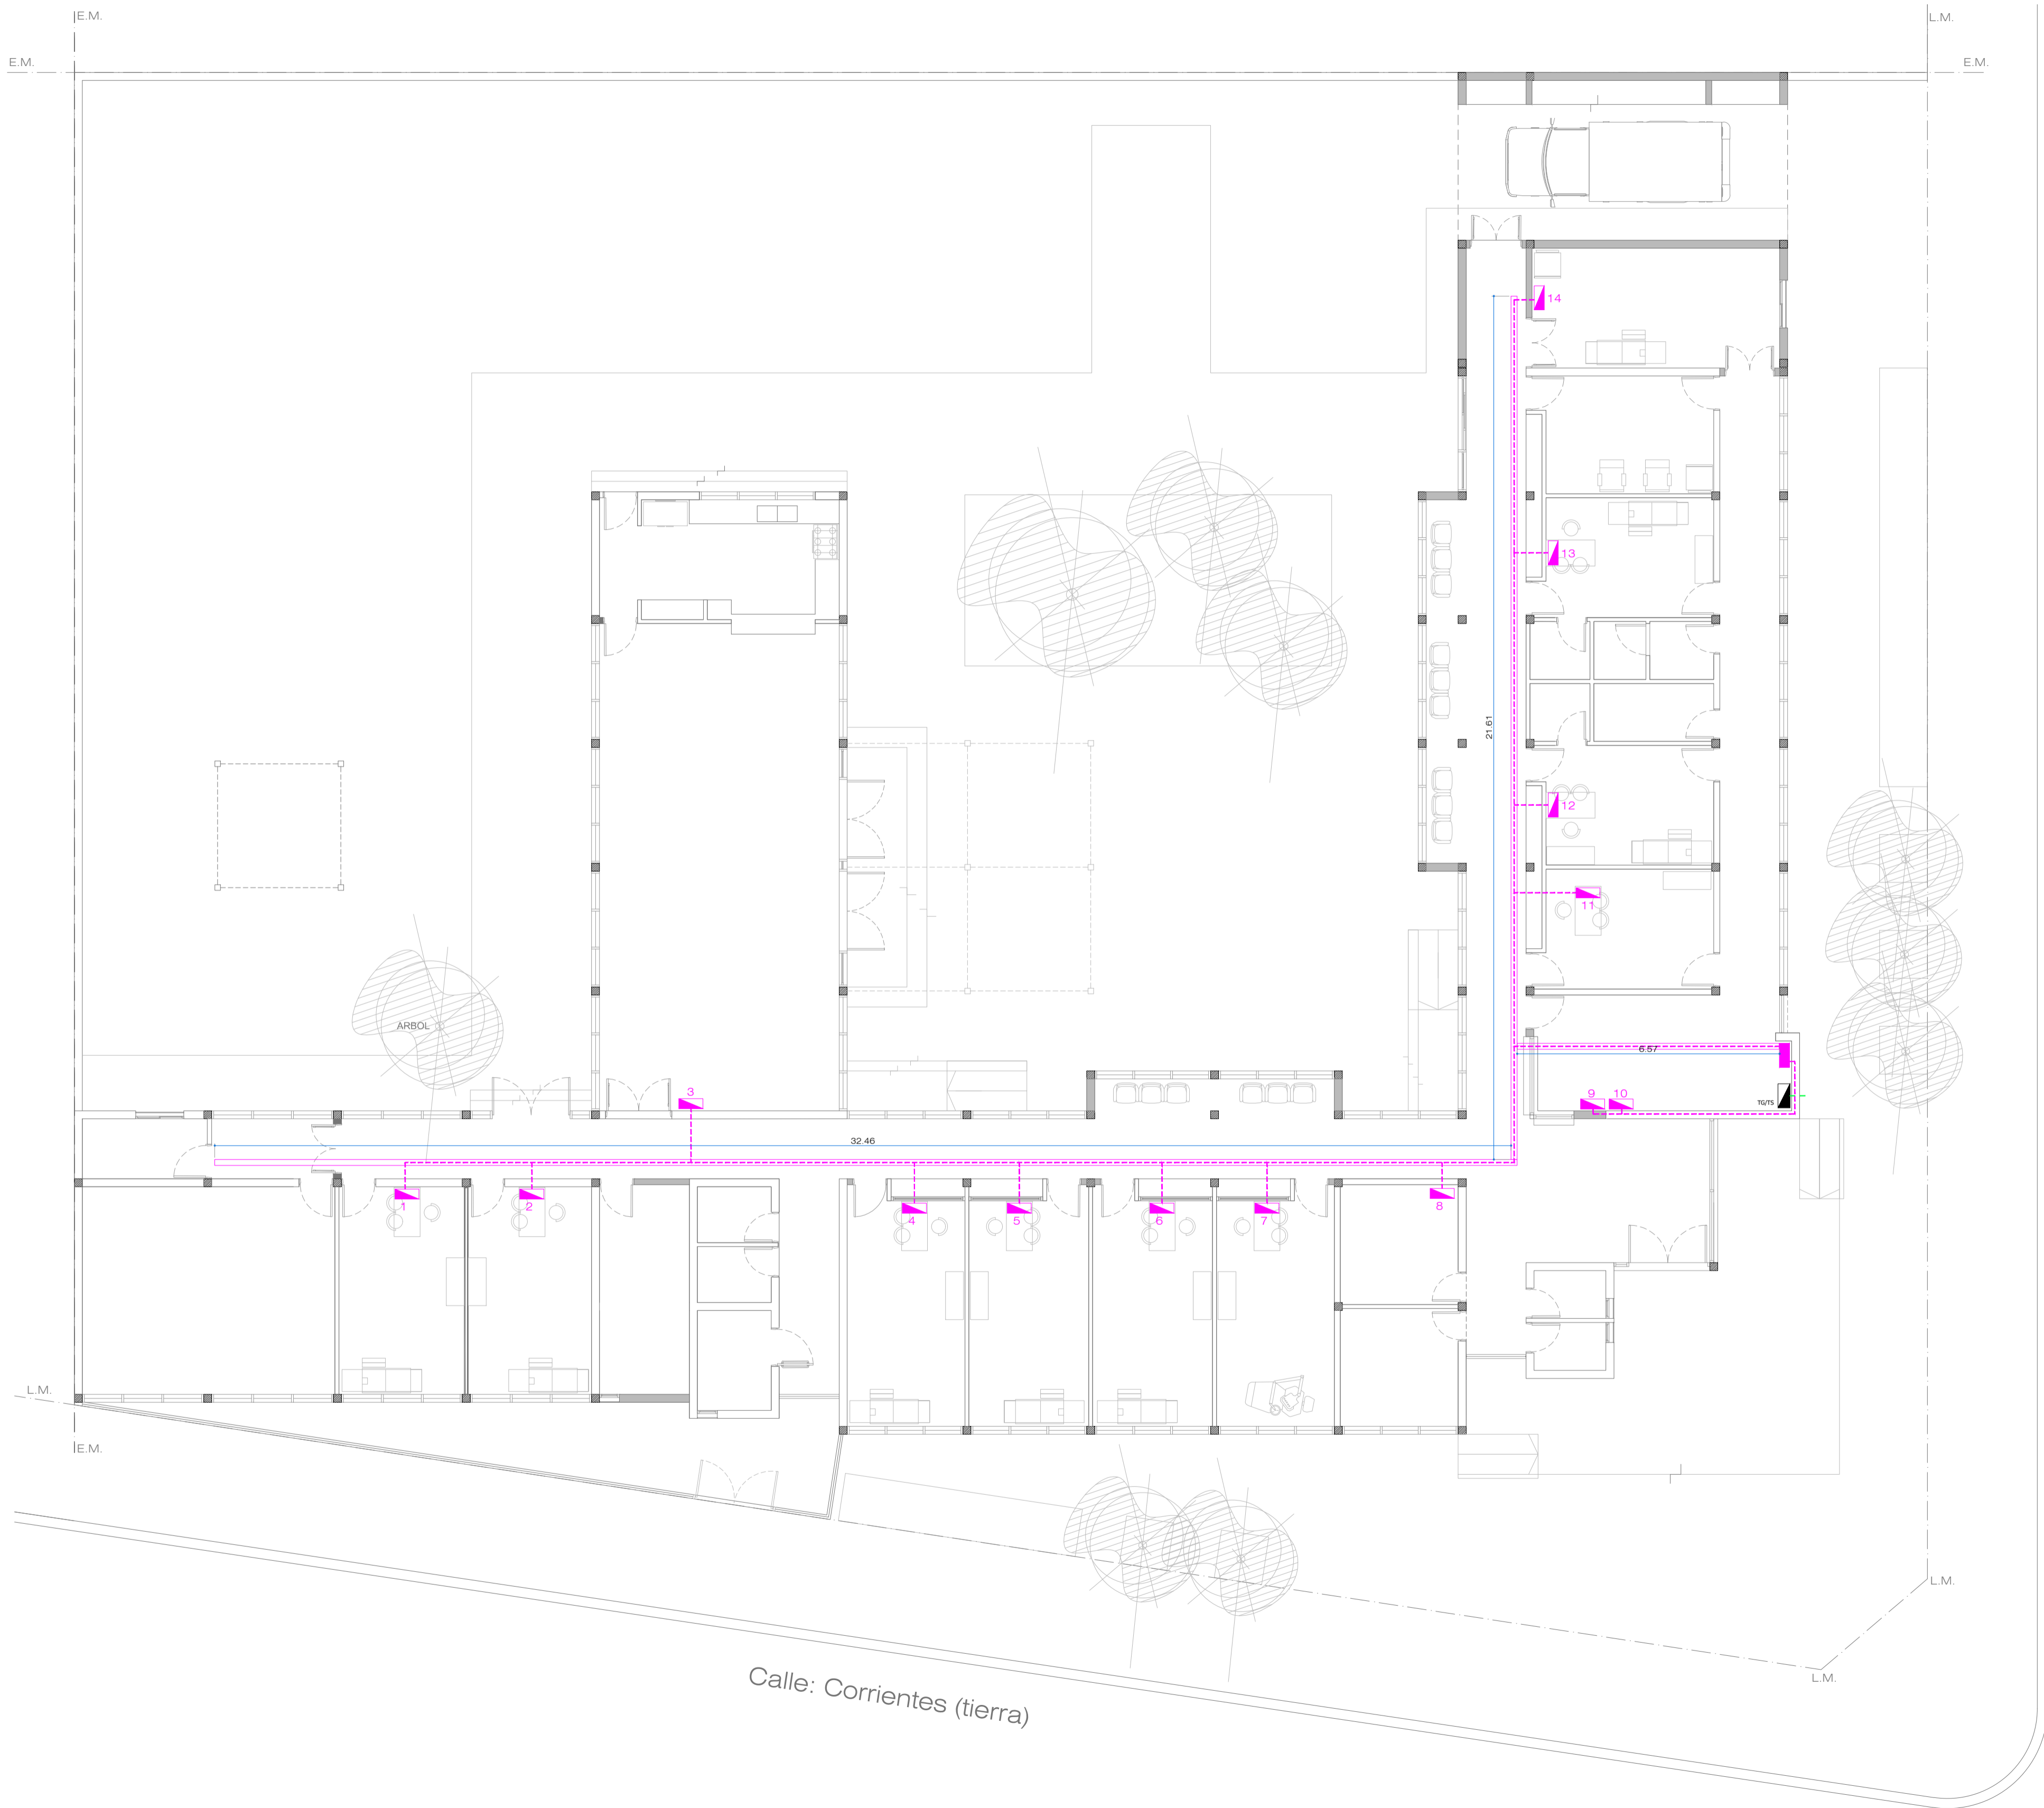 E.M.
L.M.
E.M.
E.M.
14
13
21.61
12
11
ARBOL
6.57
3
9
10
TG/TS
32.46
1
2
4
5
6
7
8
L.M.
E.M.
L.M.
L.M.
Calle: Corrientes (tierra)